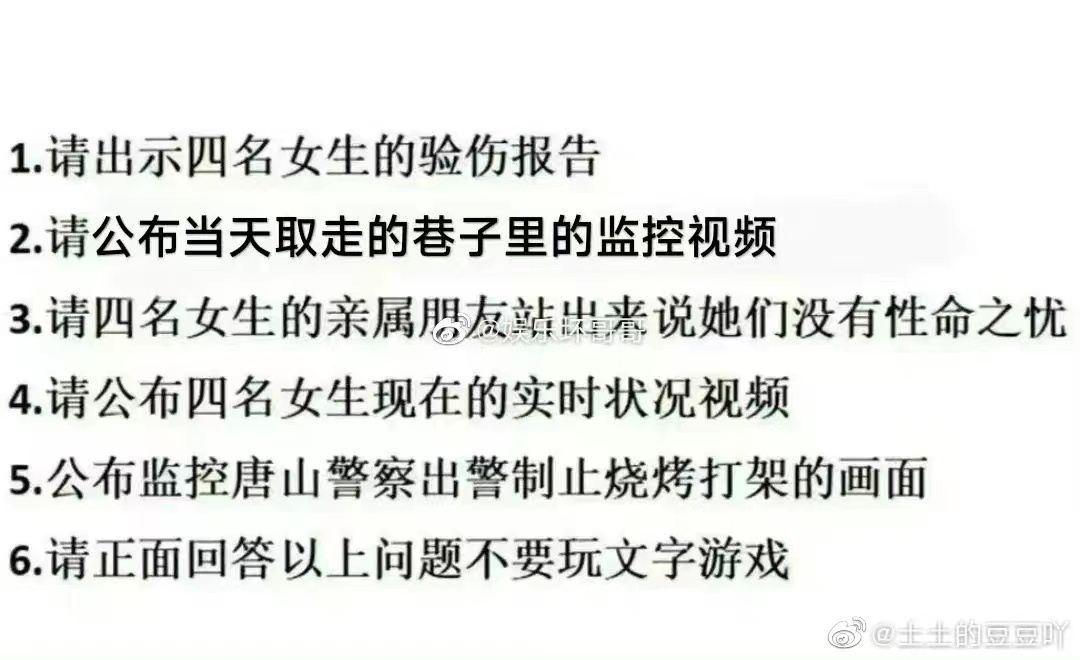 1.请出示四名女生的验伤报告
2.请公布当天取走的巷子里的监控视频
3.请四名女生的亲属朋友站出来说她们没有性命之忧
@娱乐坏哥哥
4.请公布四名女生现在的实时状况视频
5.公布监控唐山警察出警制止烧烤打架的画面
6.请正面回答以上问题不要玩文字游戏
@土土的豆豆吖